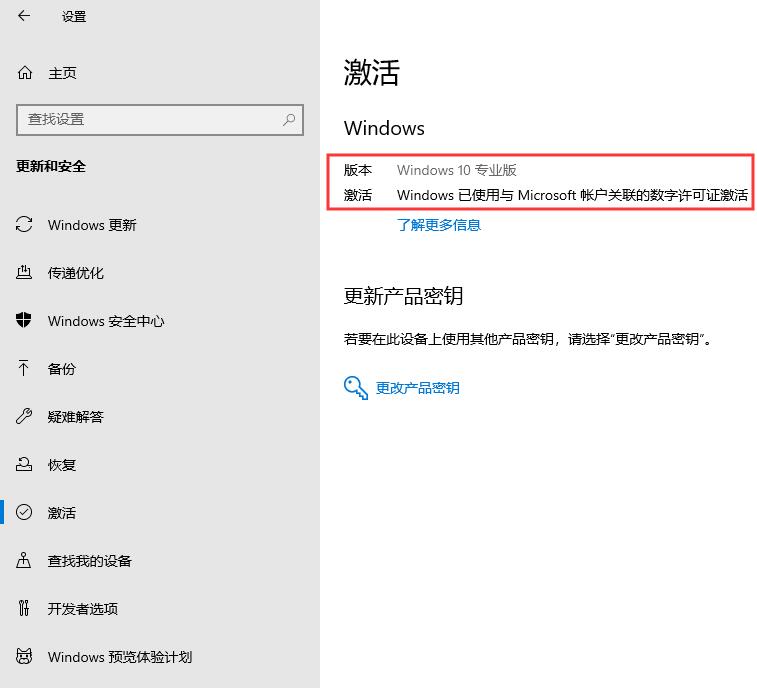 设置
主页
查找设置
更新和安全
Windows 更新
传递优化
Windows 安全中心
备份
疑难解答
恢复
激活
查找我的设备
开发者选项
Windows 预览体验计划
激活
Windows
版本 Windows 10 专业版
激活 Windows 已使用与 Microsoft 帐户关联的数字许可证激活
了解更多信息
更新产品密钥
若要在此设备上使用其他产品密钥，请选择"更改产品密钥"。
更改产品密钥